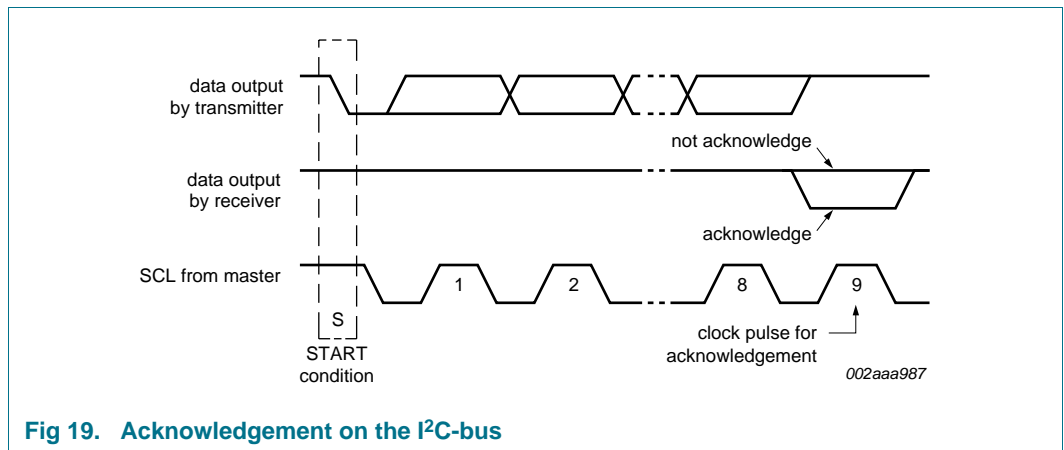 data output
by transmitter
not acknowledge
data output
by receiver
acknowledge
SCL from master
1
2
8
9
S
START
condition
clock pulse for
acknowledgement
002aaa987
Fig 19. Acknowledgement on the I²C-bus